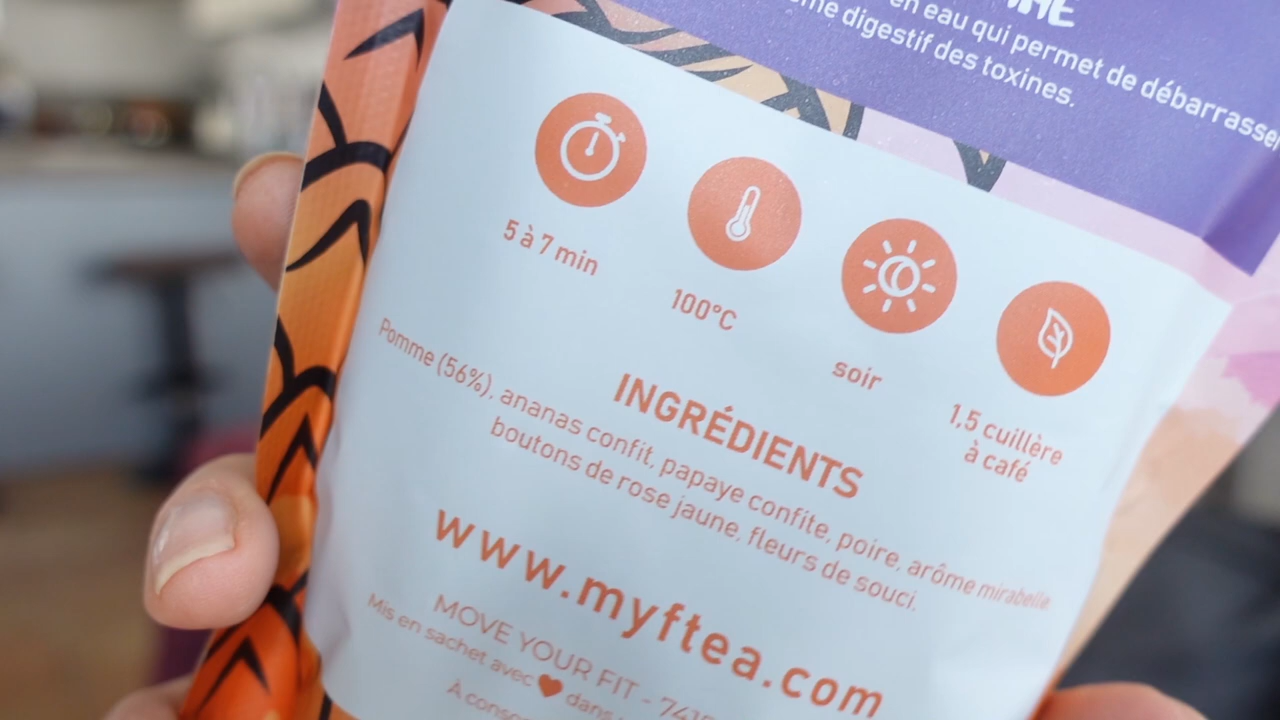 en eau qui permet de débarrasser
digestif des toxines.
5 à 7 min
100°C
soir
1,5 cuillère
à café
INGRÉDIENTS
Pomme (56%), ananas confit, papaye confite, poire, arôme mirabelle,
boutons de rose jaune, fleurs de souci.
www.myftea.com
MOVE YOUR FIT -
Mis en sachet avec ❤ dans